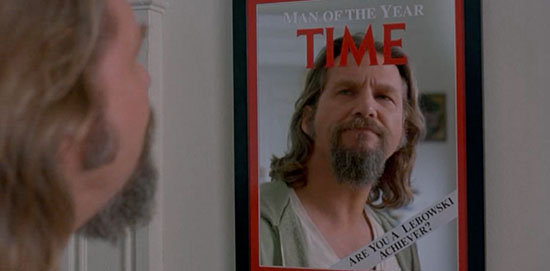 MAN OF THE YEAR
TIME
ARE YOU A LEBOWSKI
ACHIEVER?